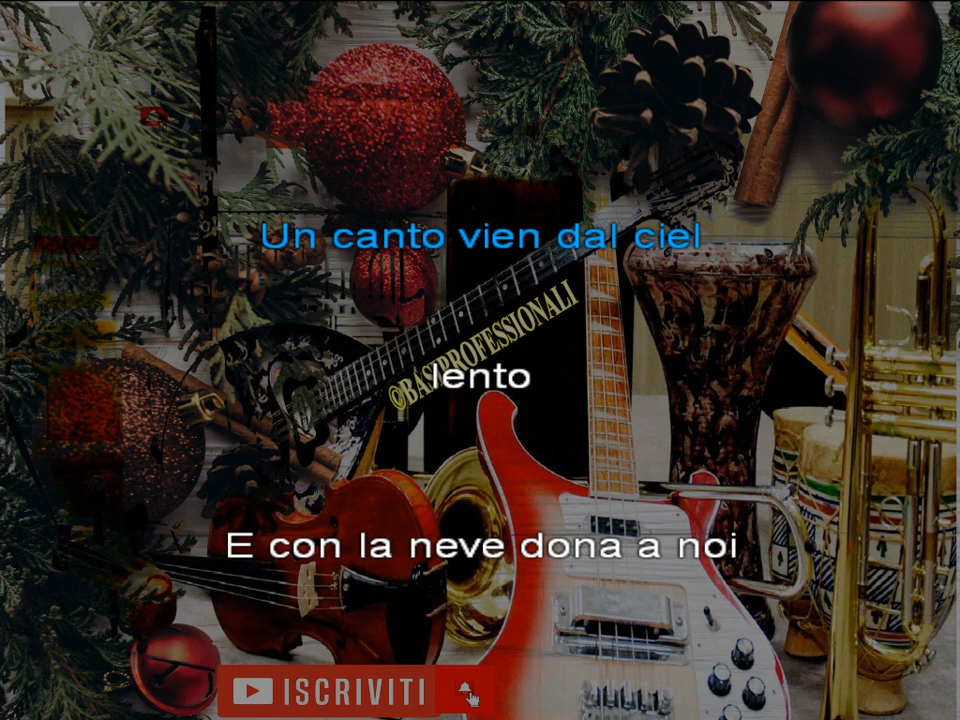 Un canto vien dal ciel
©BASIPROFESSIONALI
lento
E con la neve dona a noi
ISCRIVITI